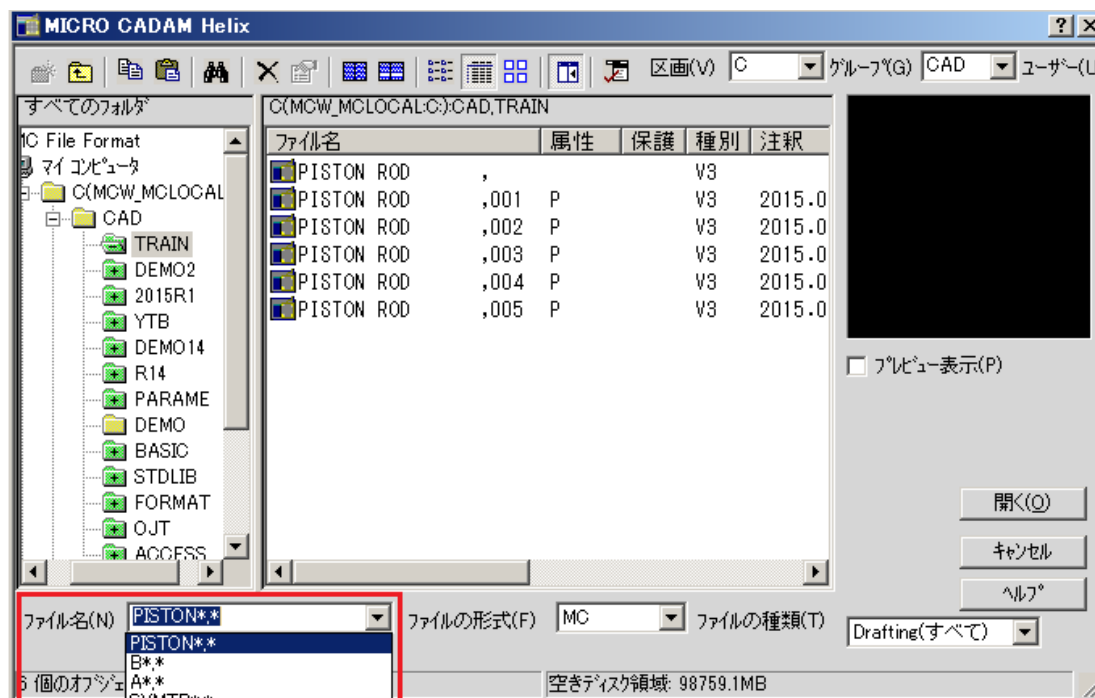 MICRO CADAM Helix
区画(V) C グループ(G) CAD ユーザー(U
すべてのフォルダ
C(MCW_MCLOCAL:C:):CAD,TRAIN
MC File Format
マイ コンピュータ
C(MCW_MCLOCAL
CAD
TRAIN
DEMO2
2015R1
YTB
DEMO14
R14
PARAME
DEMO
BASIC
STDLIB
FORMAT
OJT
ACCESS
ファイル名 属性 保護 種別 注釈
PISTON ROD , V3
PISTON ROD ,001 P V3 2015.0
PISTON ROD ,002 P V3 2015.0
PISTON ROD ,003 P V3 2015.0
PISTON ROD ,004 P V3 2015.0
PISTON ROD ,005 P V3 2015.0
プレビュー表示(P)
開く(O)
キャンセル
ヘルプ
ファイル名(N) PISTON*,* ファイルの形式(F) MC ファイルの種類(T) Drafting(すべて)
PISTON*,*
B*,*
A*,*
6 個のオブジェ 空きディスク領域: 98759.1MB